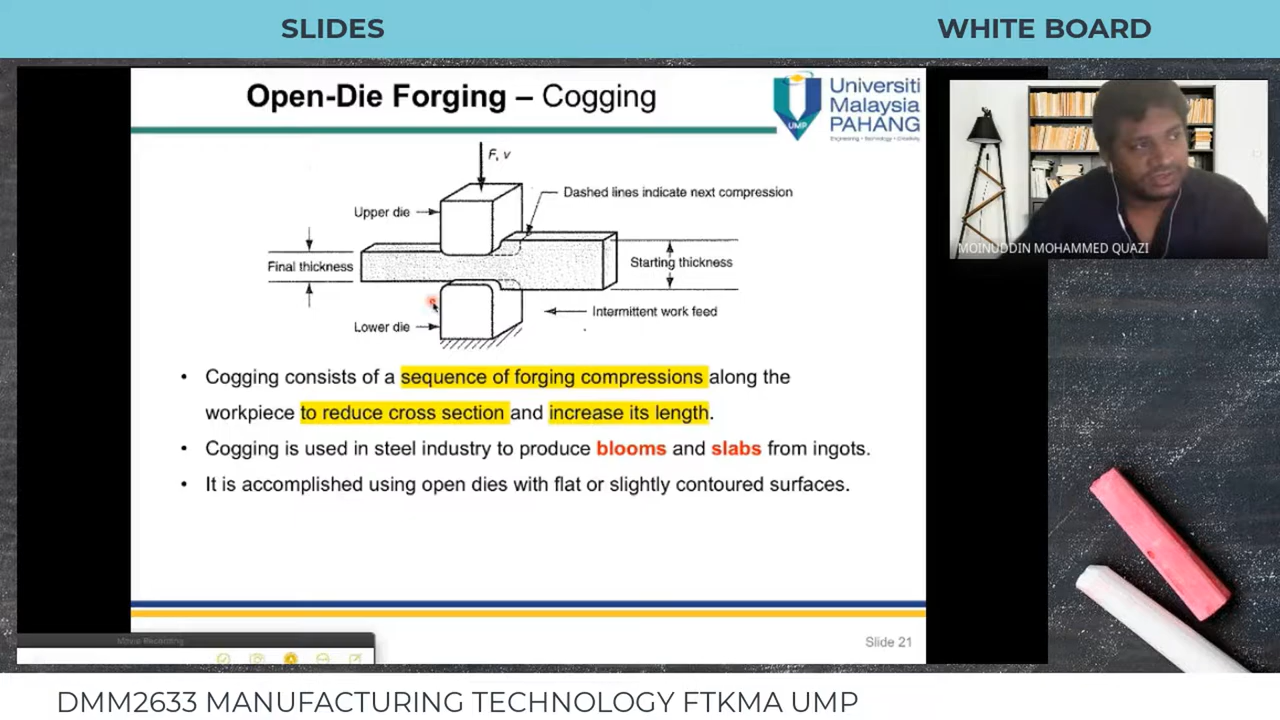 SLIDES
WHITE BOARD
Open-Die Forging – Cogging
Universiti
Malaysia
PAHANG
Engineering • Technology • Creativity
UMP
F, v
Dashed lines indicate next compression
Upper die
Final thickness
Starting thickness
Intermittent work feed
Lower die
MOINUDDIN MOHAMMED QUAZI
• Cogging consists of a sequence of forging compressions along the
workpiece to reduce cross section and increase its length.
• Cogging is used in steel industry to produce blooms and slabs from ingots.
• It is accomplished using open dies with flat or slightly contoured surfaces.
Slide 21
DMM2633 MANUFACTURING TECHNOLOGY FTKMA UMP